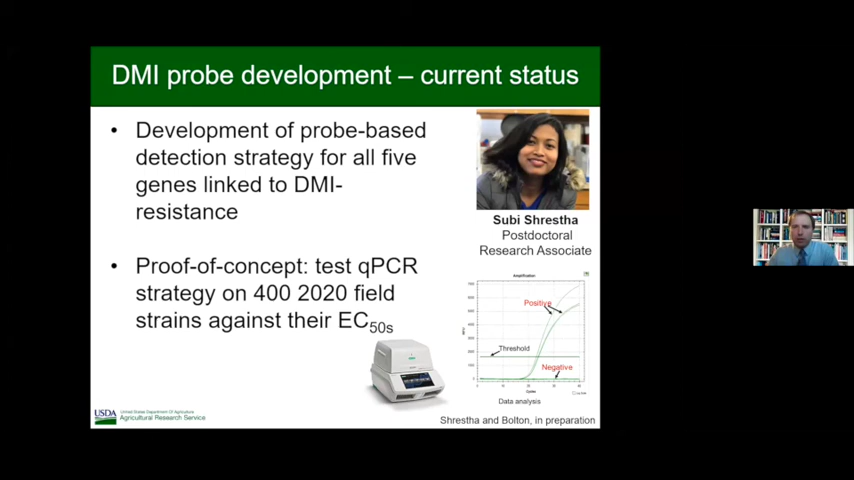 DMI probe development – current status
• Development of probe-based
detection strategy for all five
genes linked to DMI-
resistance
• Proof-of-concept: test qPCR
strategy on 400 2020 field
strains against their EC50s
Subi Shrestha
Postdoctoral
Research Associate
Amplification
Positive
Threshold
Negative
Cycles
Data analysis
USDA
United States Department Of Agriculture
Agricultural Research Service
Shrestha and Bolton, in preparation